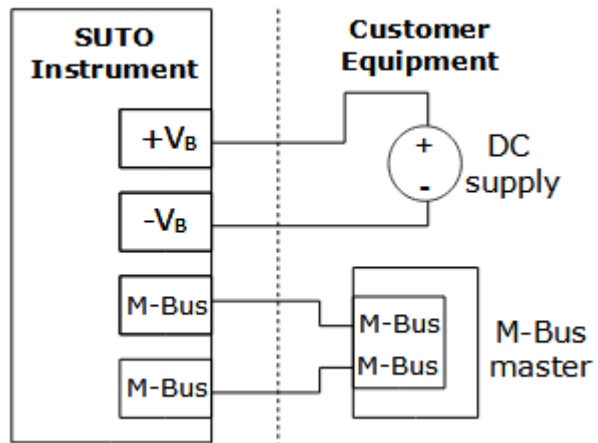 SUTO
Instrument
Customer
Equipment
+VB
+
-
DC
supply
-VB
M-Bus
M-Bus
M-Bus
M-Bus
M-Bus
master